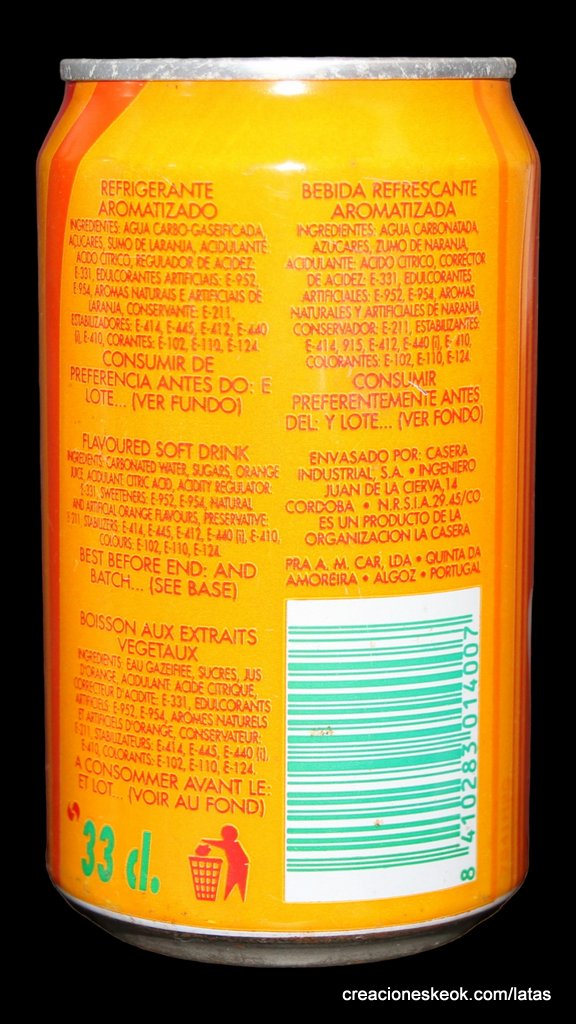 REFRIGERANTE
AROMATIZADO
INGREDIENTES: AGUA CARBO-GASEIFICADA,
AÇUCARES, SUMO DE LARANJA, ACIDULANTE:
ACIDO CITRICO, REGULADOR DE ACIDEZ:
E-331, EDULCORANTES ARTIFICIAIS: E-952,
E-954, AROMAS NATURAIS E ARTIFICIAIS DE
LARANJA, CONSERVANTE: E-211,
ESTABILIZADORES: E-414, E-445, E-412, E-440
(i), E-410, CORANTES: E-102, E-110, E-124.
CONSUMIR DE
PREFERENCIA ANTES DO: E
LOTE... (VER FUNDO)
FLAVOURED SOFT DRINK
INGREDIENTS: CARBONATED WATER, SUGARS, ORANGE
JUICE, ACIDULANT: CITRIC ACID, ACIDITY REGULATOR:
E-331, SWEETENERS: E-952, E-954, NATURAL
AND ARTIFICIAL ORANGE FLAVOURS, PRESERVATIVE:
E-211, STABILIZERS: E-414, E-445, E-412, E-440 (i), E-410,
COLOURS: E-102, E-110, E-124.
BEST BEFORE END: AND
BATCH... (SEE BASE)
BOISSON AUX EXTRAITS
VEGETAUX
INGREDIENTS: EAU GAZEIFIEE, SUCRES, JUS
D'ORANGE, ACIDULANT: ACIDE CITRIQUE,
CORRECTEUR D'ACIDITE: E-331, EDULCORANTS
ARTIFICIELS: E-952, E-954, AROMES NATURELS
ET ARTIFICIELS D'ORANGE, CONSERVATEUR:
E-211, STABILISATEURS: E-414, E-445, E-440 (i),
E-410, COLORANTS: E-102, E-110, E-124.
A CONSOMMER AVANT LE:
ET LOT... (VOIR AU FOND)
33 cl.
BEBIDA REFRESCANTE
AROMATIZADA
INGREDIENTES: AGUA CARBONATADA,
AZUCARES, ZUMO DE NARANJA,
ACIDULANTE: ACIDO CITRICO, CORRECTOR
DE ACIDEZ: E-331, EDULCORANTES
ARTIFICIALES: E-952, E-954, AROMAS
NATURALES Y ARTIFICIALES DE NARANJA,
CONSERVADOR: E-211, ESTABILIZANTES:
E-414, 915, E-412, E-440 (i), E- 410,
COLORANTES: E-102, E-110, E-124.
CONSUMIR
PREFERENTEMENTE ANTES
DEL: Y LOTE... (VER FONDO)
ENVASADO POR: CASERA
INDUSTRIAL, S.A. • INGENIERO
JUAN DE LA CIERVA,14
CORDOBA • N.R.S.I.A.29.45/CO
ES UN PRODUCTO DE LA
ORGANIZACION LA CASERA
PRA A. M. CAR, LDA • QUINTA DA
AMOREIRA • ALGOZ • PORTUGAL
8 410283 014007
creacioneskeok.com/latas